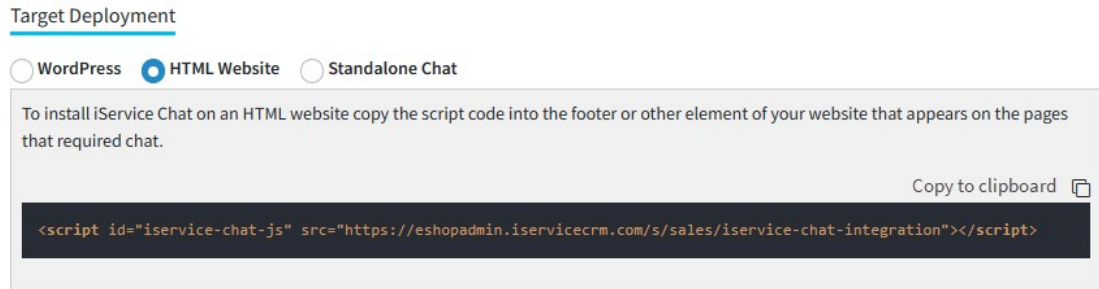 Target Deployment
WordPress HTML Website Standalone Chat
To install iService Chat on an HTML website copy the script code into the footer or other element of your website that appears on the pages
that required chat.
Copy to clipboard
<script id="iservice-chat-js" src="https://eshopadmin.iservicecrm.com/s/sales/iservice-chat-integration"></script>